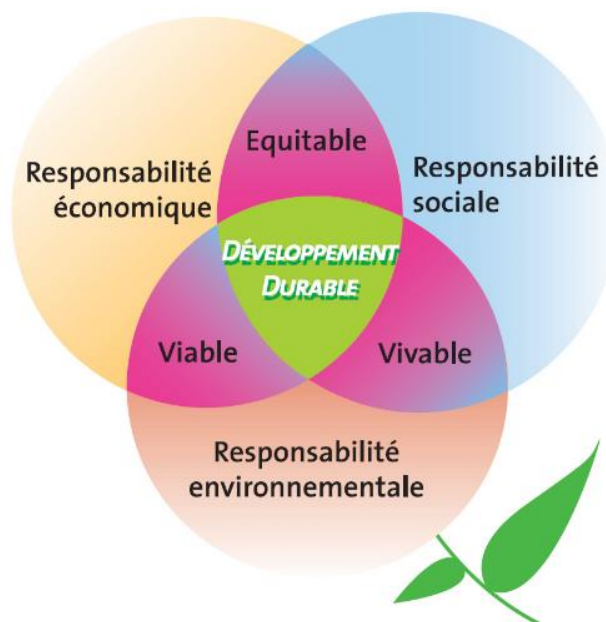 Equitable
Responsabilité
économique
Responsabilité
sociale
DÉVELOPPEMENT
DURABLE
Viable
Vivable
Responsabilité
environnementale